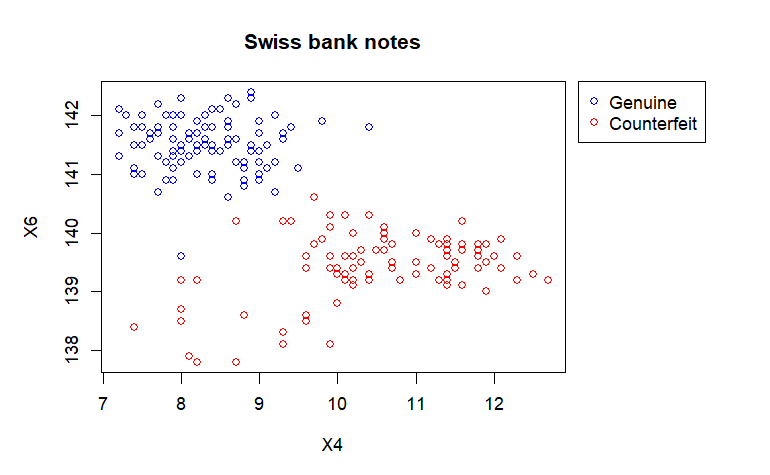 Swiss bank notes
Genuine
Counterfeit
142
141
140
139
138
X6
7 8 9 10 11 12
X4